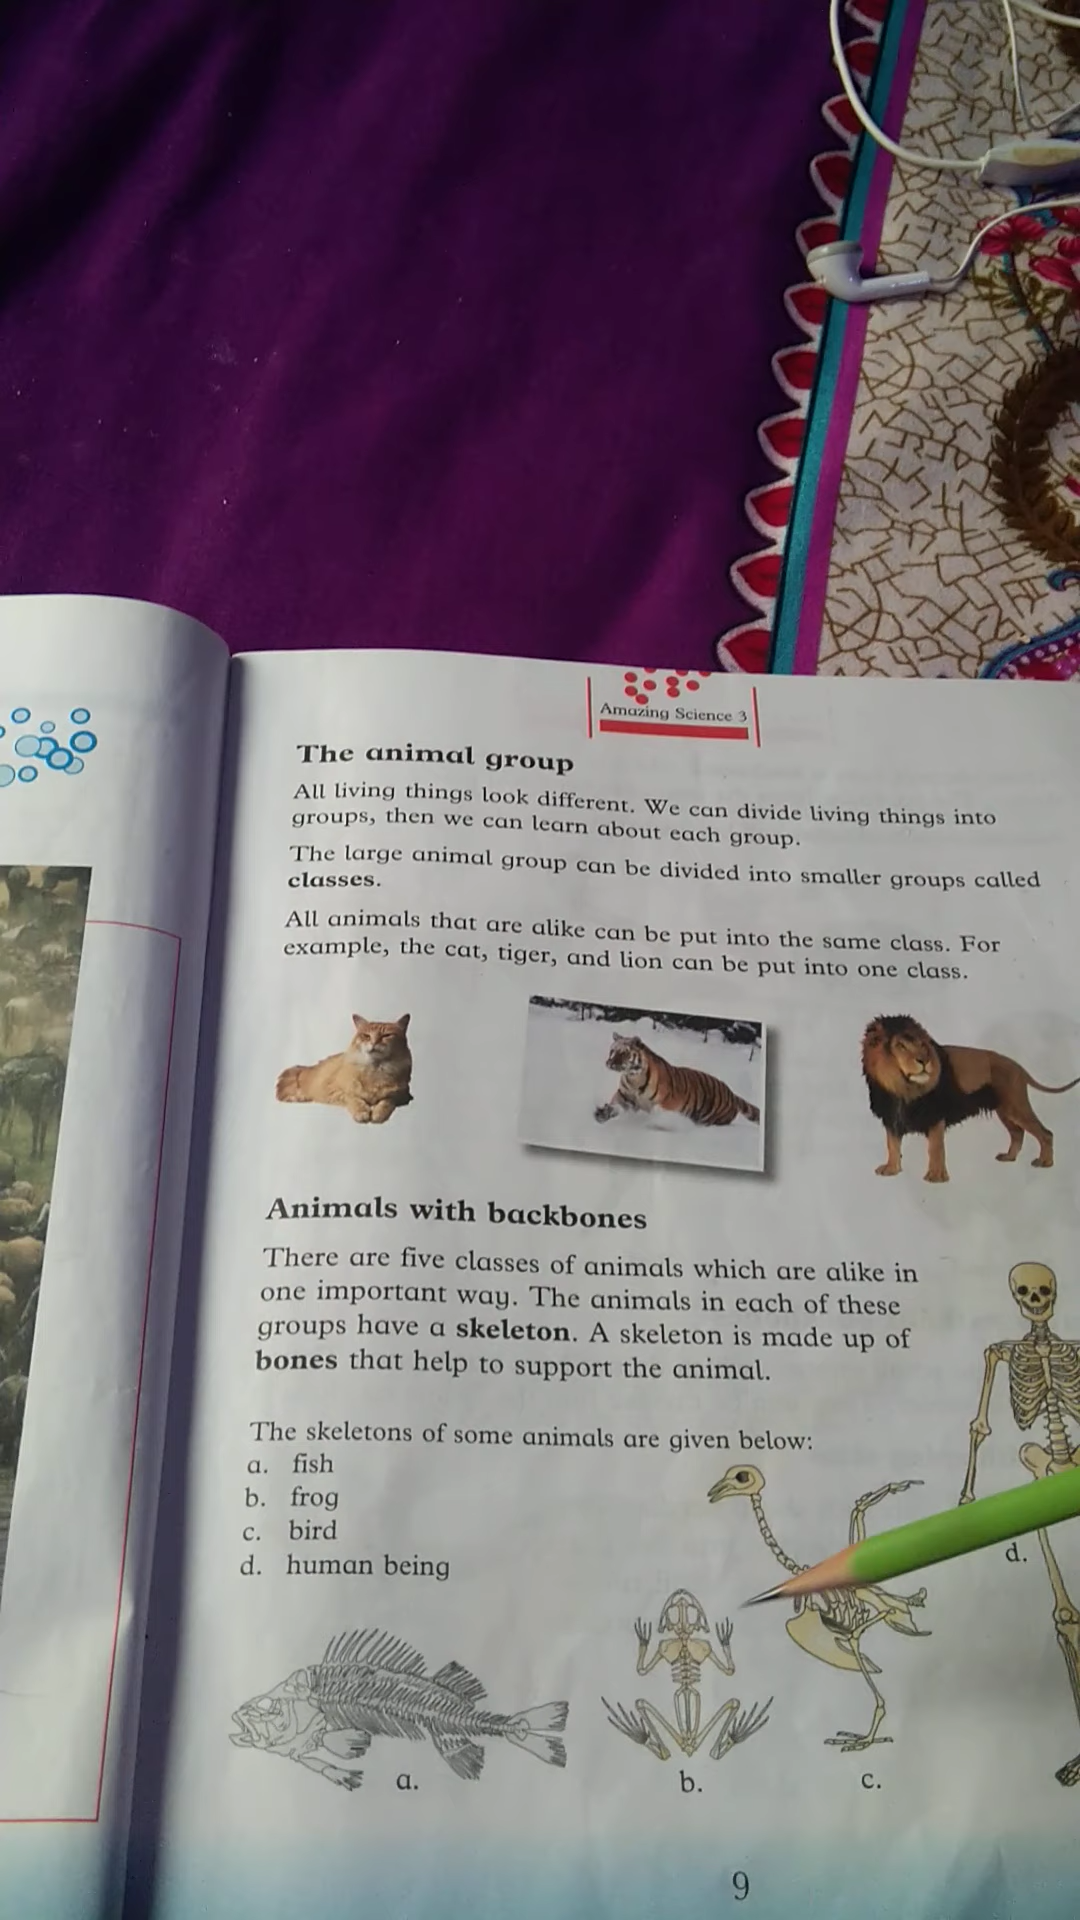 Amazing Science 3
The animal group
All living things look different. We can divide living things into
groups, then we can learn about each group.
The large animal group can be divided into smaller groups called
classes.
All animals that are alike can be put into the same class. For
example, the cat, tiger, and lion can be put into one class.
Animals with backbones
There are five classes of animals which are alike in
one important way. The animals in each of these
groups have a skeleton. A skeleton is made up of
bones that help to support the animal.
The skeletons of some animals are given below:
a. fish
b. frog
c. bird
d. human being
d.
a.
b.
c.
9